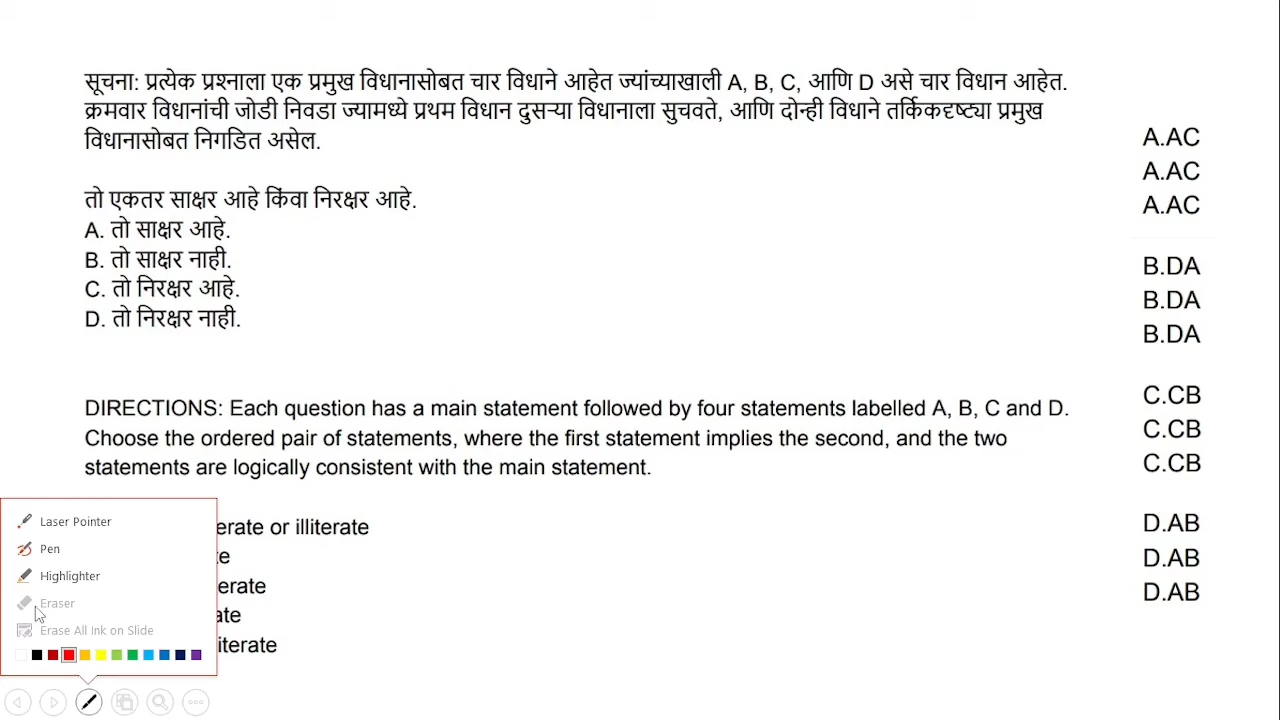 सूचना: प्रत्येक प्रश्नाला एक प्रमुख विधानासोबत चार विधाने आहेत ज्यांच्याखाली A, B, C, आणि D असे चार विधान आहेत.
क्रमवार विधानांची जोडी निवडा ज्यामध्ये प्रथम विधान दुसऱ्या विधानाला सुचवते, आणि दोन्ही विधाने तर्किकदृष्ट्या प्रमुख
विधानासोबत निगडित असेल.
तो एकतर साक्षर आहे किंवा निरक्षर आहे.
A. तो साक्षर आहे.
B. तो साक्षर नाही.
C. तो निरक्षर आहे.
D. तो निरक्षर नाही.
DIRECTIONS: Each question has a main statement followed by four statements labelled A, B, C and D.
Choose the ordered pair of statements, where the first statement implies the second, and the two
statements are logically consistent with the main statement.
or illiterate
A.AC
A.AC
A.AC
B.DA
B.DA
B.DA
C.CB
C.CB
C.CB
D.AB
D.AB
D.AB
Laser Pointer
Pen
Highlighter
Eraser
Erase All Ink on Slide